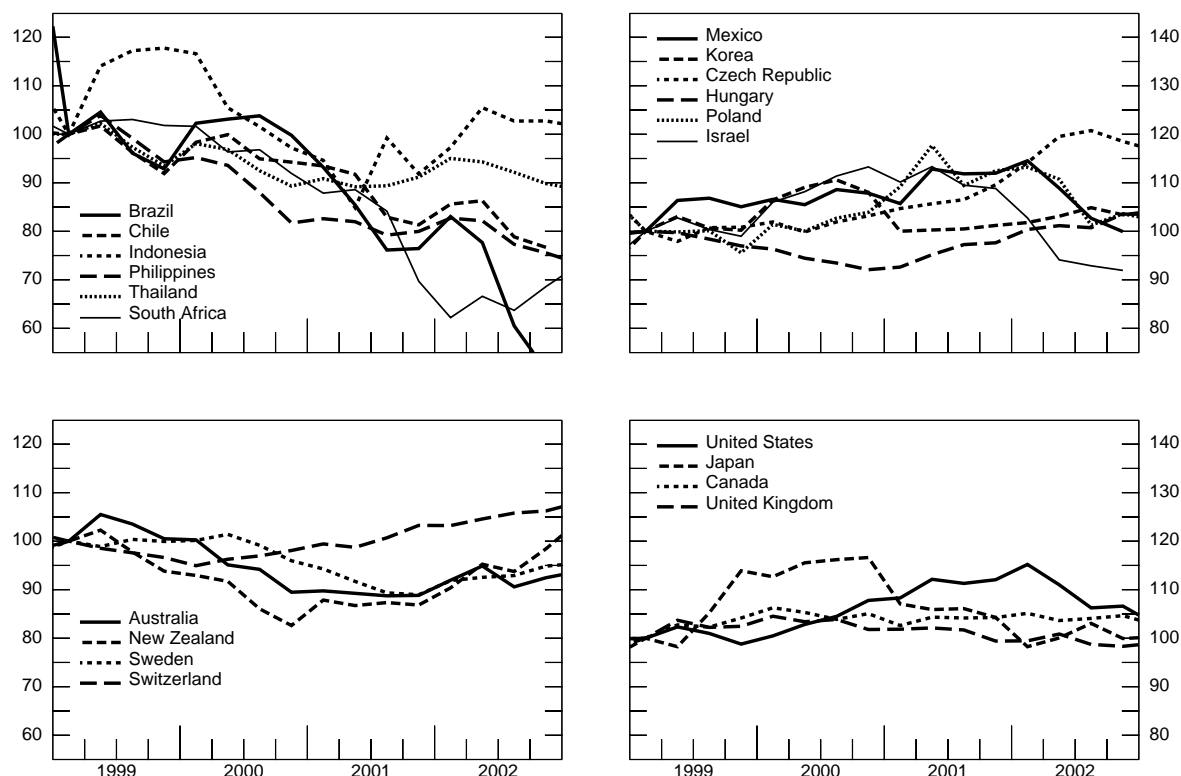 120
110
100
90
80
70
60
Brazil
Chile
Indonesia
Philippines
Thailand
South Africa
Mexico
Korea
Czech Republic
Hungary
Poland
Israel
140
130
120
110
100
90
80
120
110
100
90
80
70
60
Australia
New Zealand
Sweden
Switzerland
1999 2000 2001 2002
United States
Japan
Canada
United Kingdom
140
130
120
110
100
90
80
1999 2000 2001 2002